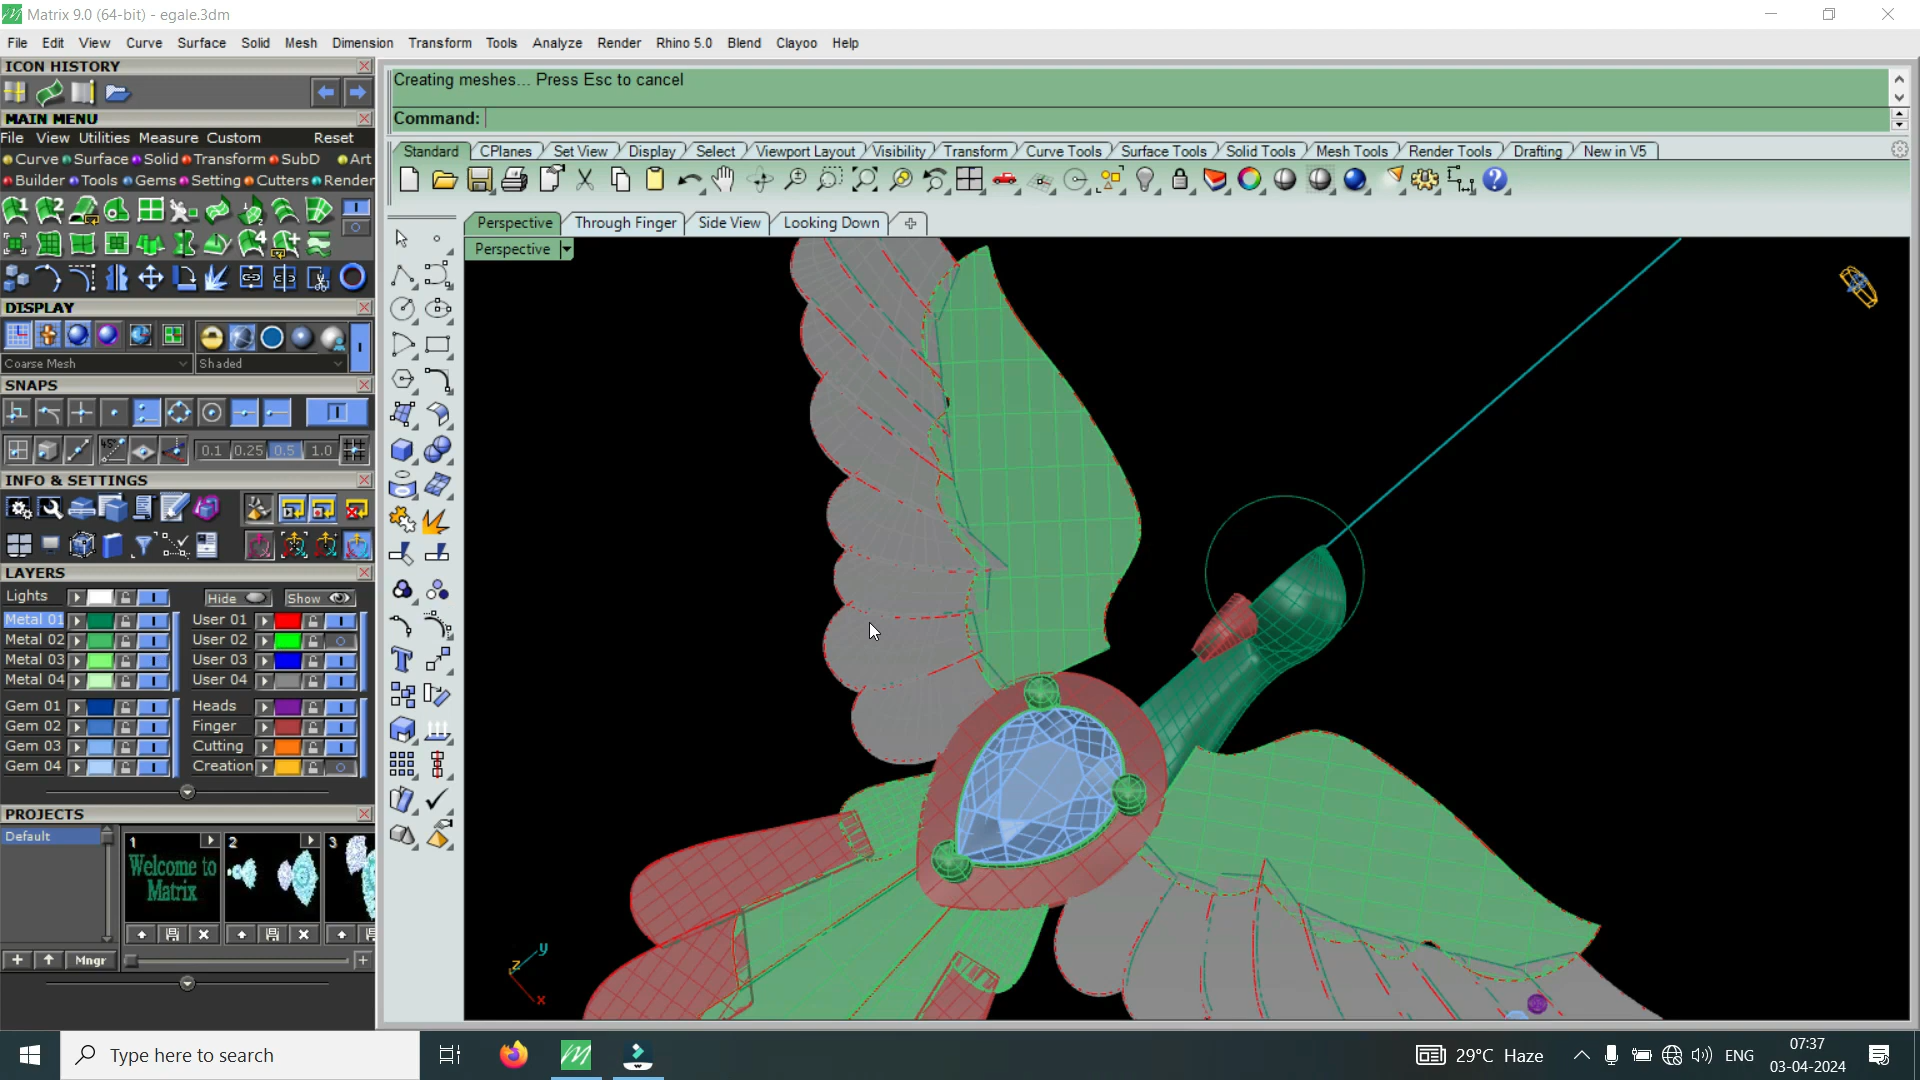 Matrix 9.0 (64-bit) - egale.3dm
File Edit View Curve Surface Solid Mesh Dimension Transform Tools Analyze Render Rhino 5.0 Blend Clayoo Help
ICON HISTORY
MAIN MENU
File View Utilities Measure Custom Reset
Curve Surface Solid Transform SubD Art
Builder Tools Gems Setting Cutters Render
DISPLAY
Coarse Mesh Shaded
SNAPS
0.1 0.25 0.5 1.0
INFO & SETTINGS
LAYERS
Lights Hide Show
Metal 01 User 01
Metal 02 User 02
Metal 03 User 03
Metal 04 User 04
Gem 01 Heads
Gem 02 Finger
Gem 03 Cutting
Gem 04 Creation
PROJECTS
Default
1 2 3
Welcome to
Matrix
Mngr
Creating meshes... Press Esc to cancel
Command:
Standard CPlanes Set View Display Select Viewport Layout Visibility Transform Curve Tools Surface Tools Solid Tools Mesh Tools Render Tools Drafting New in V5
Perspective Through Finger Side View Looking Down
Perspective
z y
x
Type here to search
29°C Haze
ENG
07:37
03-04-2024